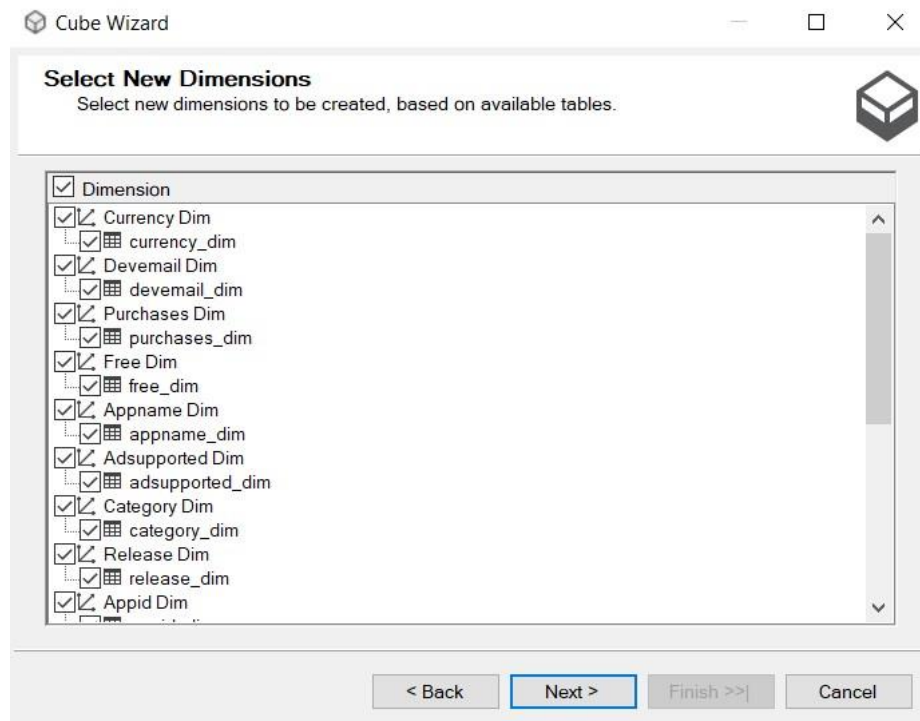 Cube Wizard
Select New Dimensions
Select new dimensions to be created, based on available tables.
Dimension
Currency Dim
currency_dim
Devemail Dim
devemail_dim
Purchases Dim
purchases_dim
Free Dim
free_dim
Appname Dim
appname_dim
Adsupported Dim
adsupported_dim
Category Dim
category_dim
Release Dim
release_dim
Appid Dim
< Back Next > Finish >>| Cancel